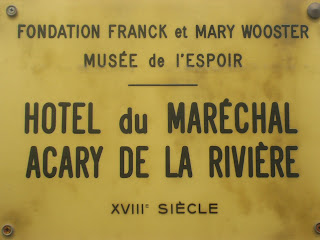 FONDATION FRANCK et MARY WOOSTER
MUSÉE de l'ESPOIR
HOTEL du MARÉCHAL
ACARY DE LA RIVIÈRE
XVIIIᵉ SIÈCLE